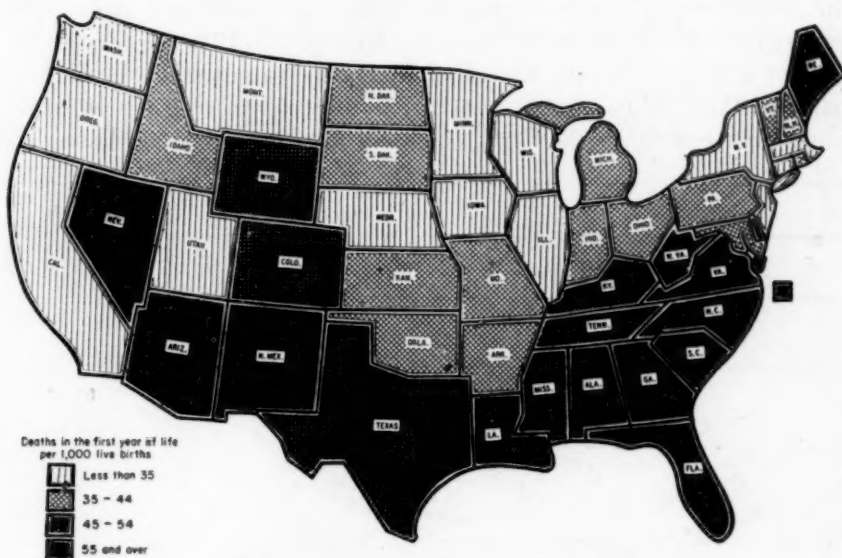 WASH.
MONT.
N. DAK.
MINN.
ME.
OREG.
IDAHO
S. DAK.
WIS.
MICH.
VT.
N.H.
N.Y.
WYO.
NEBR.
IOWA
PA.
NEV.
UTAH
COLO.
ILL.
IND.
OHIO
CAL.
KAN.
MO.
KY.
W. VA.
VA.
ARIZ.
N. MEX.
OKLA.
ARK.
TENN.
N.C.
S.C.
TEXAS
LA.
MISS.
ALA.
GA.
FLA.
Deaths in the first year of life
per 1,000 live births
Less than 35
35 - 44
45 - 54
55 and over